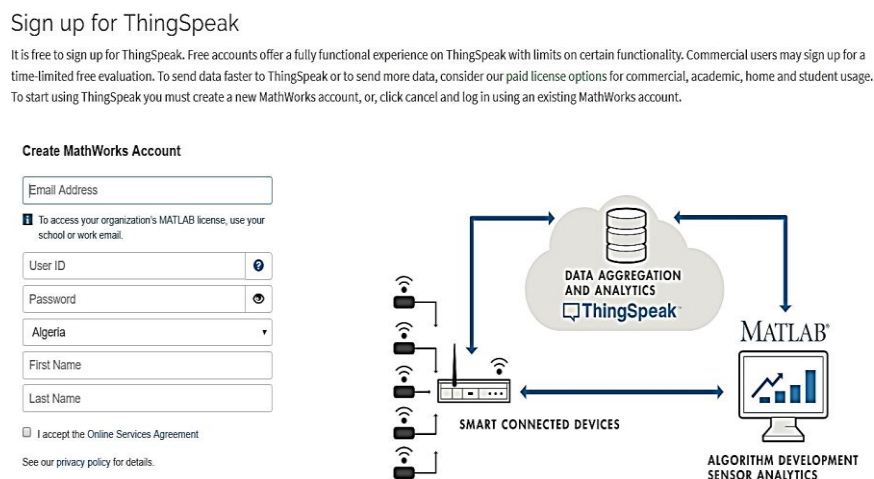 Sign up for ThingSpeak
It is free to sign up for ThingSpeak. Free accounts offer a fully functional experience on ThingSpeak with limits on certain functionality. Commercial users may sign up for a
time-limited free evaluation. To send data faster to ThingSpeak or to send more data, consider our paid license options for commercial, academic, home and student usage.
To start using ThingSpeak you must create a new MathWorks account, or, click cancel and log in using an existing MathWorks account.
Create MathWorks Account
Email Address
To access your organization's MATLAB license, use your
school or work email.
User ID
Password
Algeria
First Name
Last Name
I accept the Online Services Agreement
See our privacy policy for details.
DATA AGGREGATION
AND ANALYTICS
ThingSpeak™
MATLAB®
SMART CONNECTED DEVICES
ALGORITHM DEVELOPMENT
SENSOR ANALYTICS